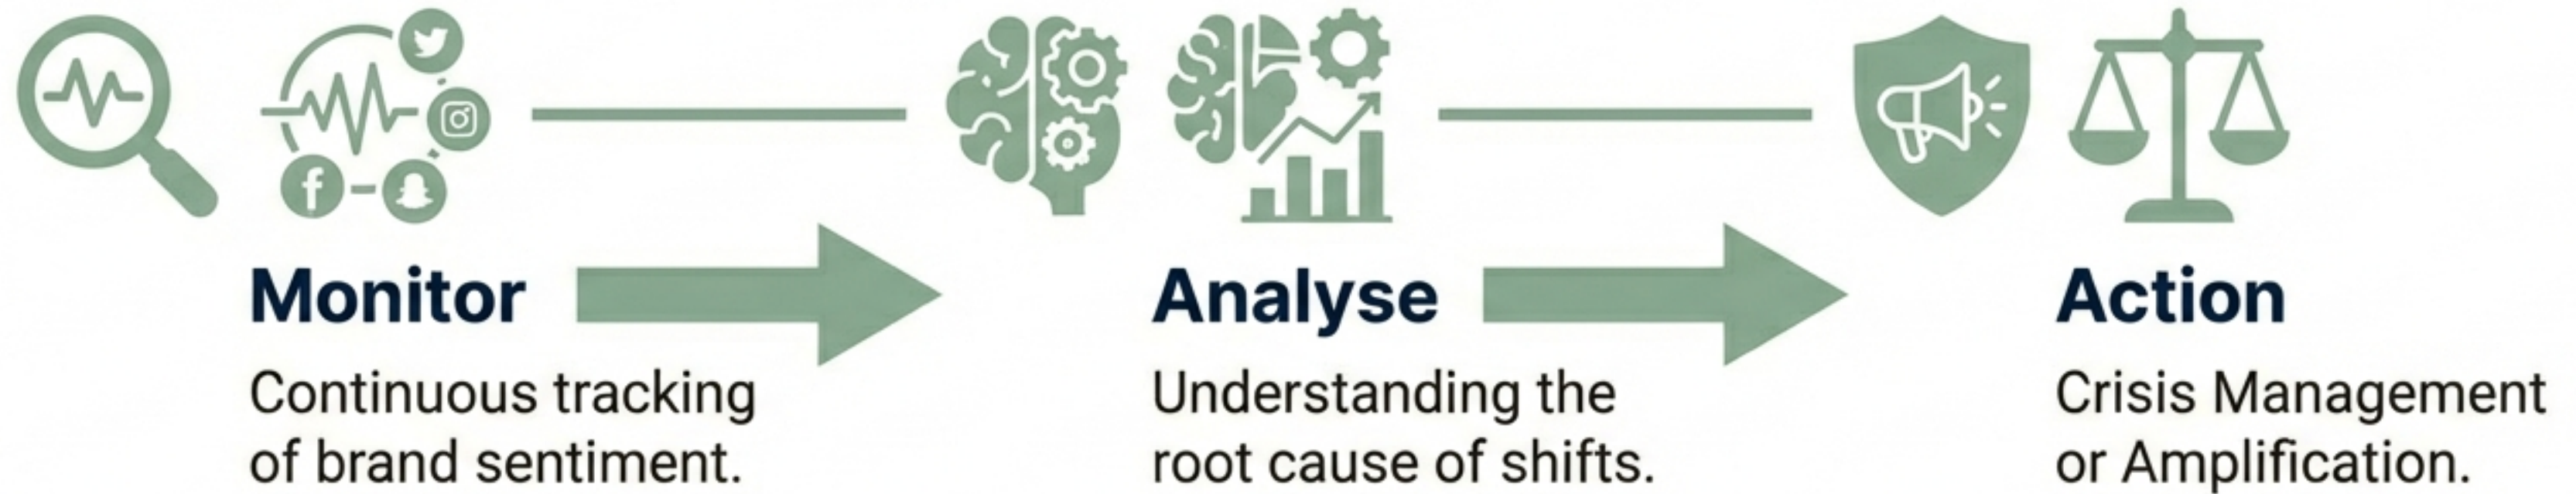 Monitor
Continuous tracking
of brand sentiment.
Analyse
Understanding the
root cause of shifts.
Action
Crisis Management
or Amplification.